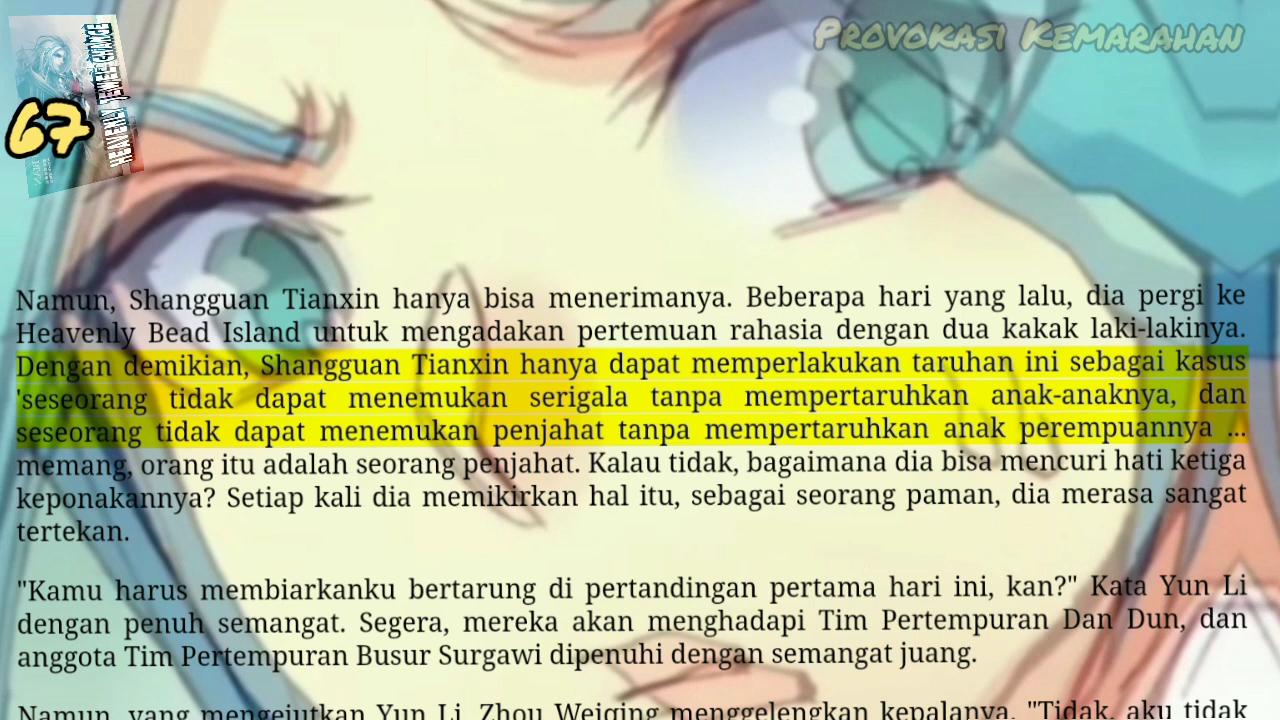 Provokasi Kemarahan
HEAVENLY JEWEL CHANGE
67
Namun, Shangguan Tianxin hanya bisa menerimanya. Beberapa hari yang lalu, dia pergi ke
Heavenly Bead Island untuk mengadakan pertemuan rahasia dengan dua kakak laki-lakinya.
Dengan demikian, Shangguan Tianxin hanya dapat memperlakukan taruhan ini sebagai kasus
'seseorang tidak dapat menemukan serigala tanpa mempertaruhkan anak-anaknya, dan
seseorang tidak dapat menemukan penjahat tanpa mempertaruhkan anak perempuannya ...
memang, orang itu adalah seorang penjahat. Kalau tidak, bagaimana dia bisa mencuri hati ketiga
keponakannya? Setiap kali dia memikirkan hal itu, sebagai seorang paman, dia merasa sangat
tertekan.
"Kamu harus membiarkanku bertarung di pertandingan pertama hari ini, kan?" Kata Yun Li
dengan penuh semangat. Segera, mereka akan menghadapi Tim Pertempuran Dan Dun, dan
anggota Tim Pertempuran Busur Surgawi dipenuhi dengan semangat juang.
Namun, yang mengejutkan Yun Li, Zhou Weiqing menggelengkan kepalanya. "Tidak, aku tidak